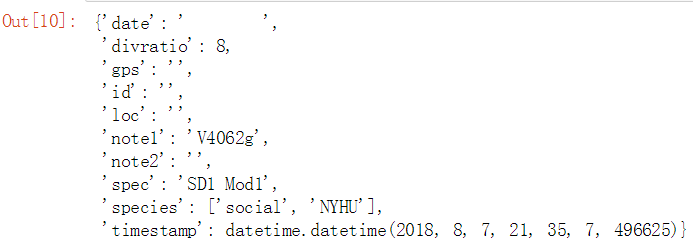 Out[10]: {'date': '        ',
'divratio': 8,
'gps': '',
'id': '',
'loc': '',
'note1': 'V4062g',
'note2': '',
'spec': 'SD1 Mod1',
'species': ['social', 'NYHU'],
'timestamp': datetime.datetime(2018, 8, 7, 21, 35, 7, 496625)}